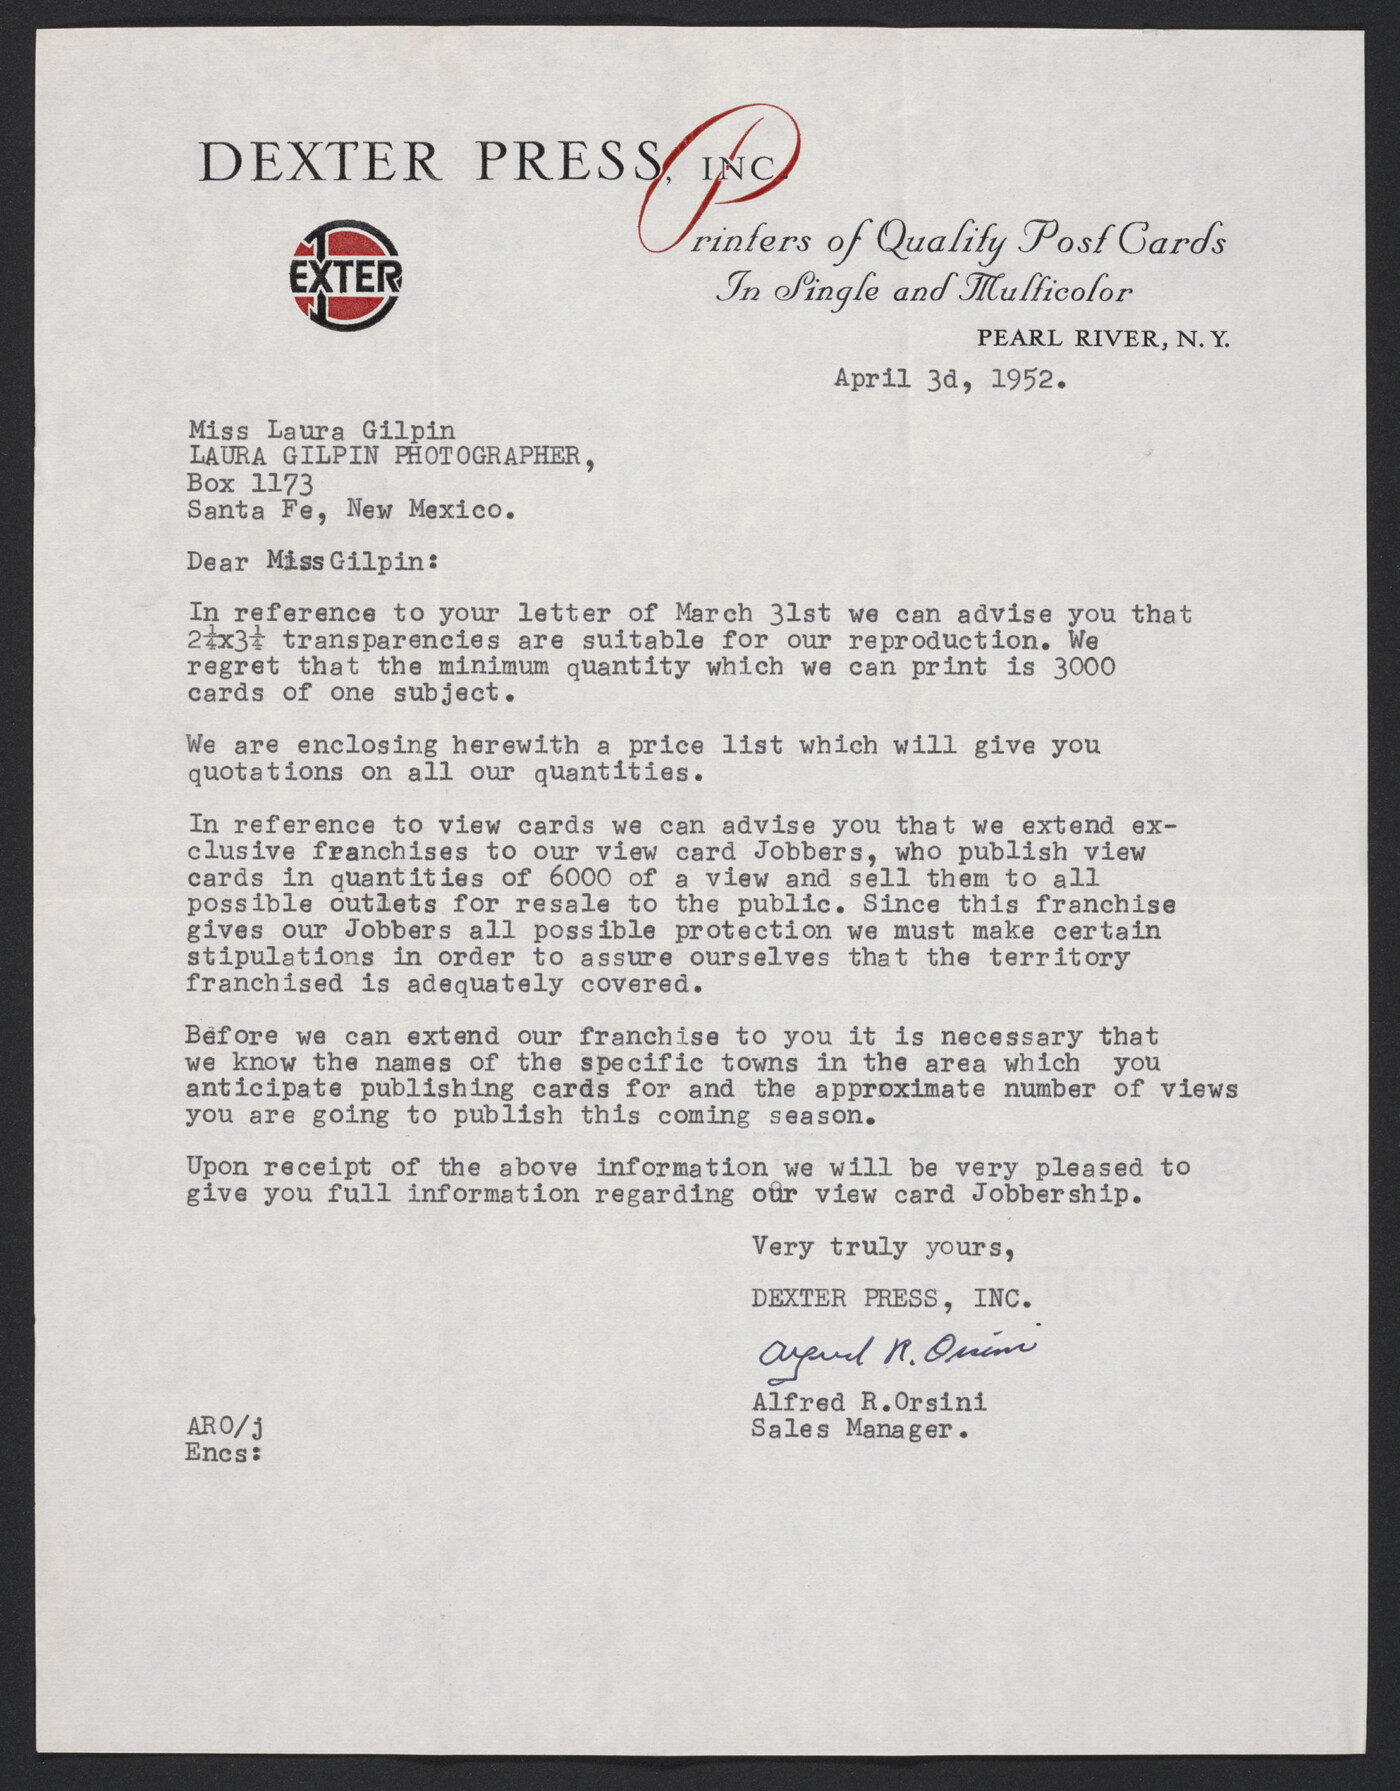 DEXTER PRESS, INC.
DEXTER
Printers of Quality Post Cards
In Single and Multicolor
PEARL RIVER, N.Y.
April 3d, 1952.
Miss Laura Gilpin
LAURA GILPIN PHOTOGRAPHER,
Box 1173
Santa Fe, New Mexico.
Dear Miss Gilpin:
In reference to your letter of March 31st we can advise you that
2¼x3¼ transparencies are suitable for our reproduction. We
regret that the minimum quantity which we can print is 3000
cards of one subject.
We are enclosing herewith a price list which will give you
quotations on all our quantities.
In reference to view cards we can advise you that we extend ex-
clusive franchises to our view card Jobbers, who publish view
cards in quantities of 6000 of a view and sell them to all
possible outlets for resale to the public. Since this franchise
gives our Jobbers all possible protection we must make certain
stipulations in order to assure ourselves that the territory
franchised is adequately covered.
Before we can extend our franchise to you it is necessary that
we know the names of the specific towns in the area which you
anticipate publishing cards for and the approximate number of views
you are going to publish this coming season.
Upon receipt of the above information we will be very pleased to
give you full information regarding our view card Jobbership.
Very truly yours,
DEXTER PRESS, INC.
Alfred R. Orsini
Alfred R.Orsini
Sales Manager.
ARO/j
Encs: